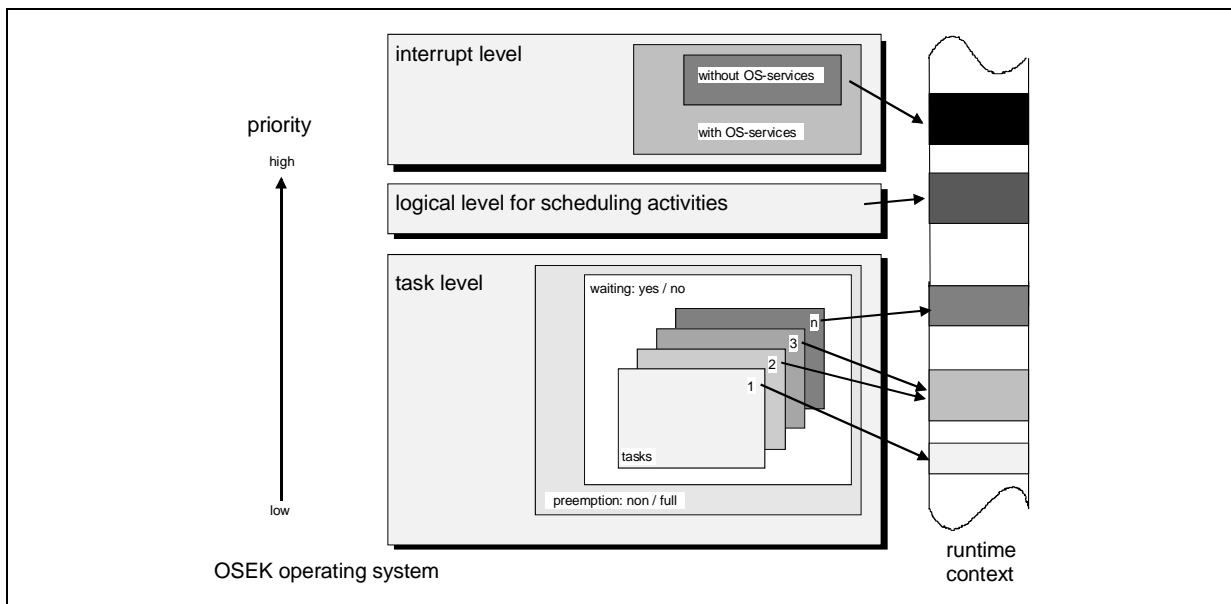 interrupt level
without OS-services
with OS-services
priority
high
logical level for scheduling activities
task level
waiting: yes / no
n
3
2
1
tasks
preemption: non / full
low
OSEK operating system
runtime
context